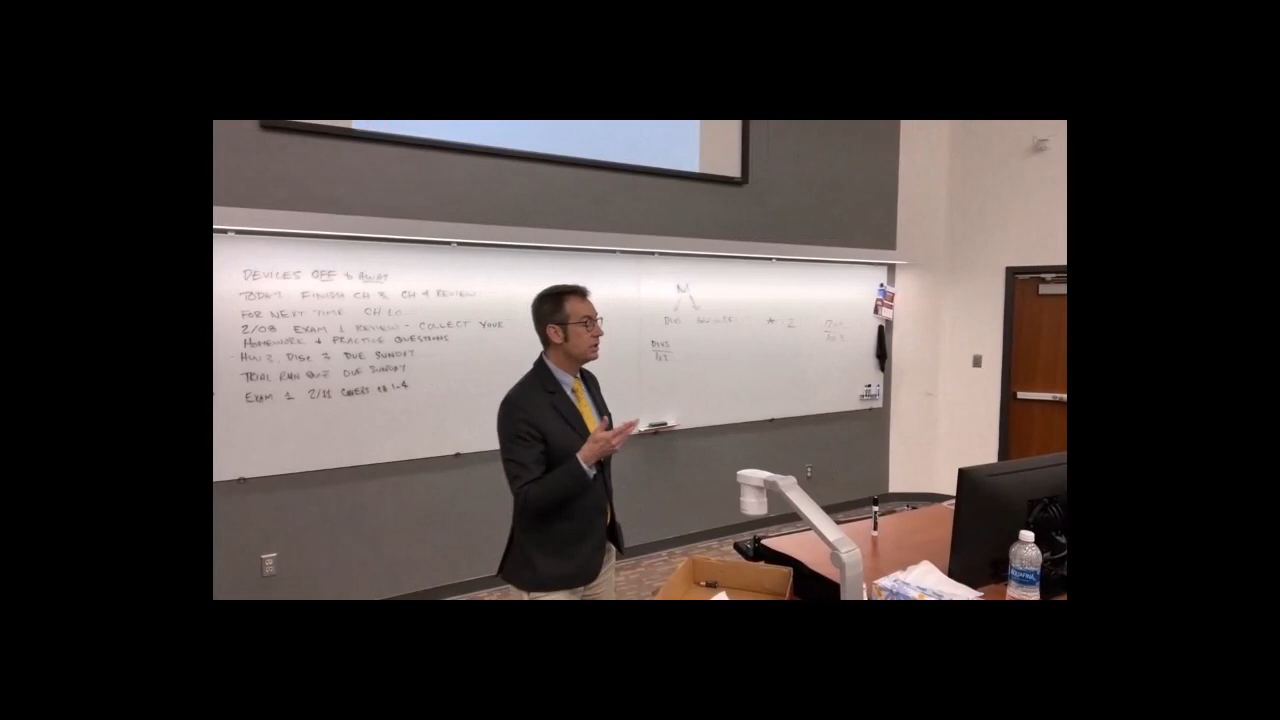 DEVICES OFF & AWAY
TODAY FINISH CH 3, CH 4 REVIEW
FOR NEXT TIME CH 10
2/08 EXAM 1 REVIEW - COLLECT YOUR
HOMEWORK & PRACTICE QUESTIONS
HW 3, DISC 3 DUE SUNDAY
TRIAL RUN QUIZ DUE SUNDAY
EXAM 1 2/11 COVERS CH 1-4
M
* 2
AQUAFINA